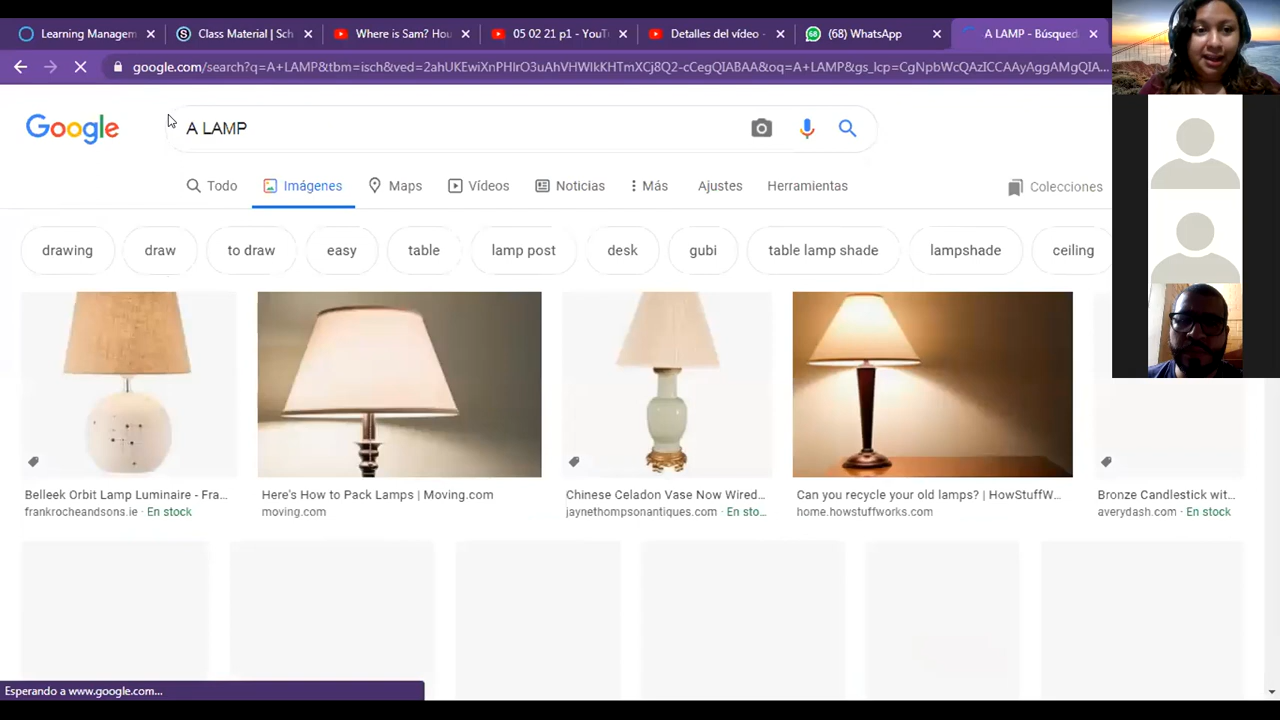 Learning Managem
Class Material | Sch
Where is Sam? Hou
05 02 21 p1 - YouT
Detalles del vídeo -
(68) WhatsApp
A LAMP - Búsqued
google.com/search?q=A+LAMP&tbm=isch&ved=2ahUKEwiXnPHIrO3uAhVHWlkKHTmXCj8Q2-cCegQIABAA&oq=A+LAMP&gs_lcp=CgNpbWcQAzICCAAyAggAMgQIA...
Google
A LAMP
Todo
Imágenes
Maps
Vídeos
Noticias
Más
Ajustes
Herramientas
Colecciones
drawing
draw
to draw
easy
table
lamp post
desk
gubi
table lamp shade
lampshade
ceiling
Belleek Orbit Lamp Luminaire - Fra...
frankrocheandsons.ie · En stock
Here's How to Pack Lamps | Moving.com
moving.com
Chinese Celadon Vase Now Wired...
jaynethompsonantiques.com · En sto...
Can you recycle your old lamps? | HowStuffW...
home.howstuffworks.com
Bronze Candlestick wit...
averydash.com · En stock
Esperando a www.google.com...